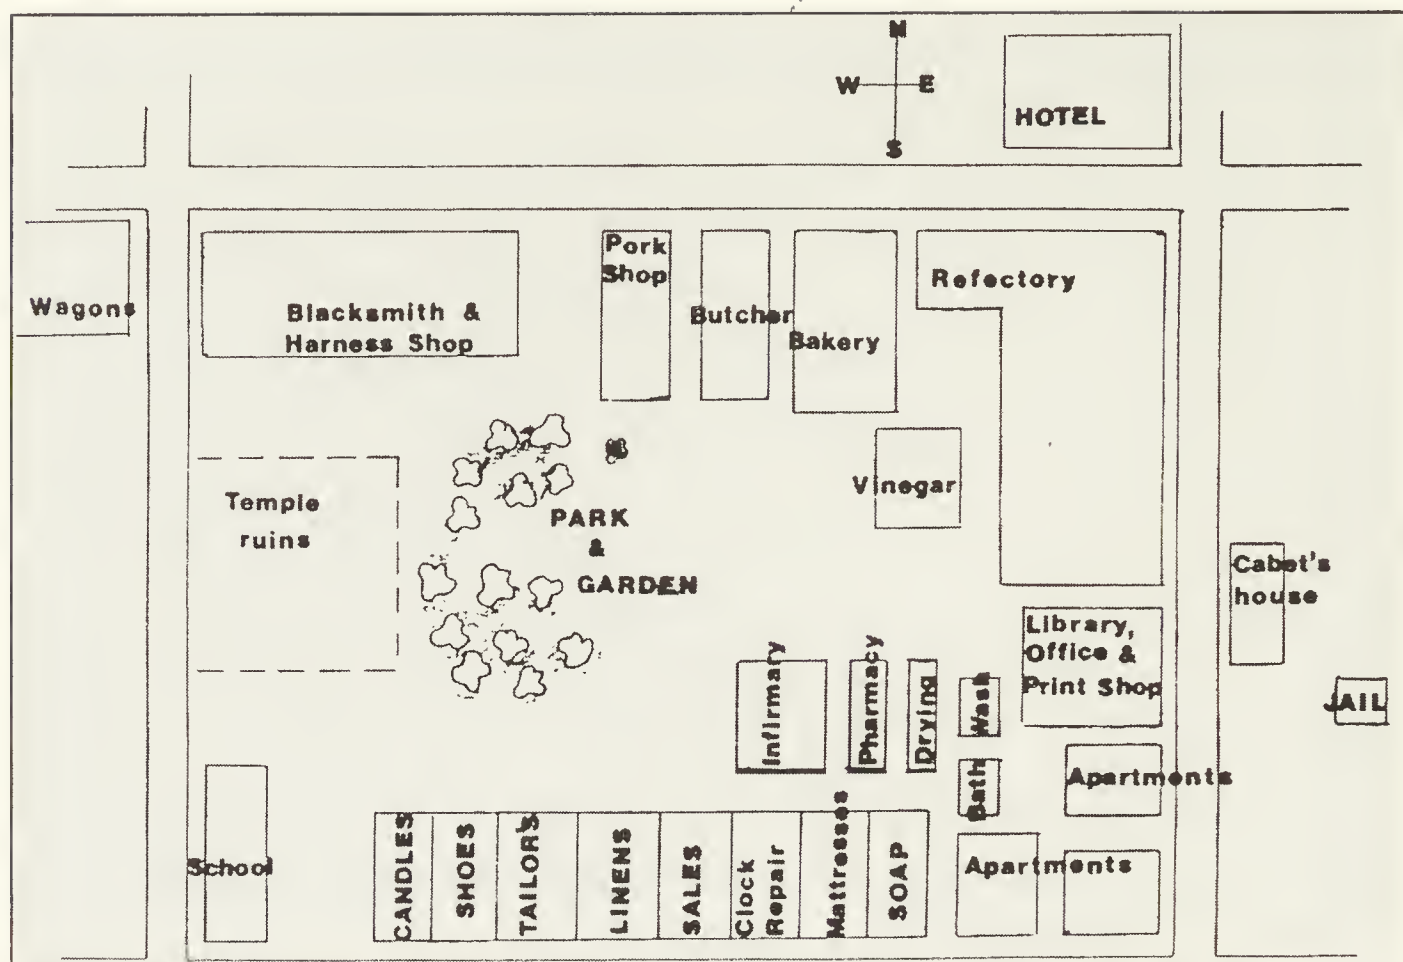 N
W E
S
HOTEL
Wagons
Blacksmith &
Harness Shop
Pork
Shop
Butcher
Bakery
Refectory
Temple
ruins
PARK
&
GARDEN
Vinegar
Cabet's
house
Library,
Office &
Print Shop
JAIL
Infirmary
Pharmacy
Drying
Wash
Bath
Apartments
School
CANDLES
SHOES
TAILOR'S
LINENS
SALES
Clock
Repair
Mattresses
SOAP
Apartments